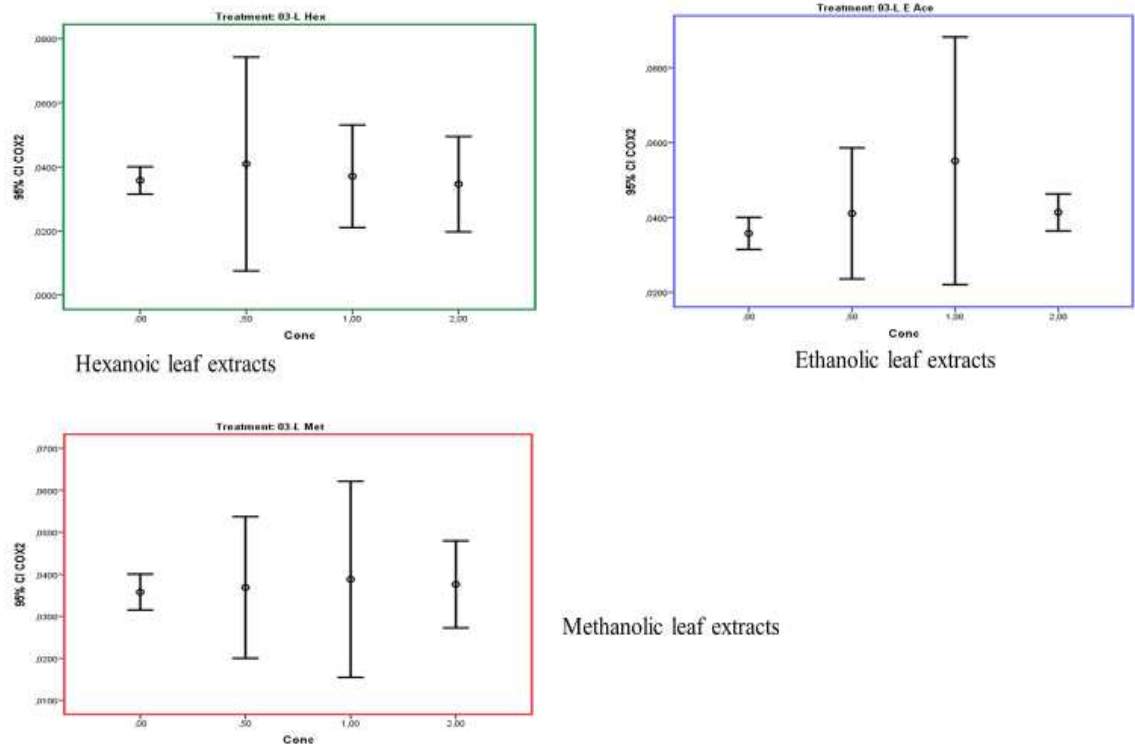 Treatment: 03-L Hex
95% CI COX2
,0800
,0600
,0400
,0200
,0000
,00 ,50 1,00 2,00
Conc
Hexanoic leaf extracts
Treatment: 03-L E Ace
95% CI COX2
,0800
,0600
,0400
,0200
,00 ,50 1,00 2,00
Conc
Ethanolic leaf extracts
Treatment: 03-L Met
95% CI COX2
,0700
,0600
,0500
,0400
,0300
,0200
,0100
,00 ,50 1,00 2,00
Conc
Methanolic leaf extracts